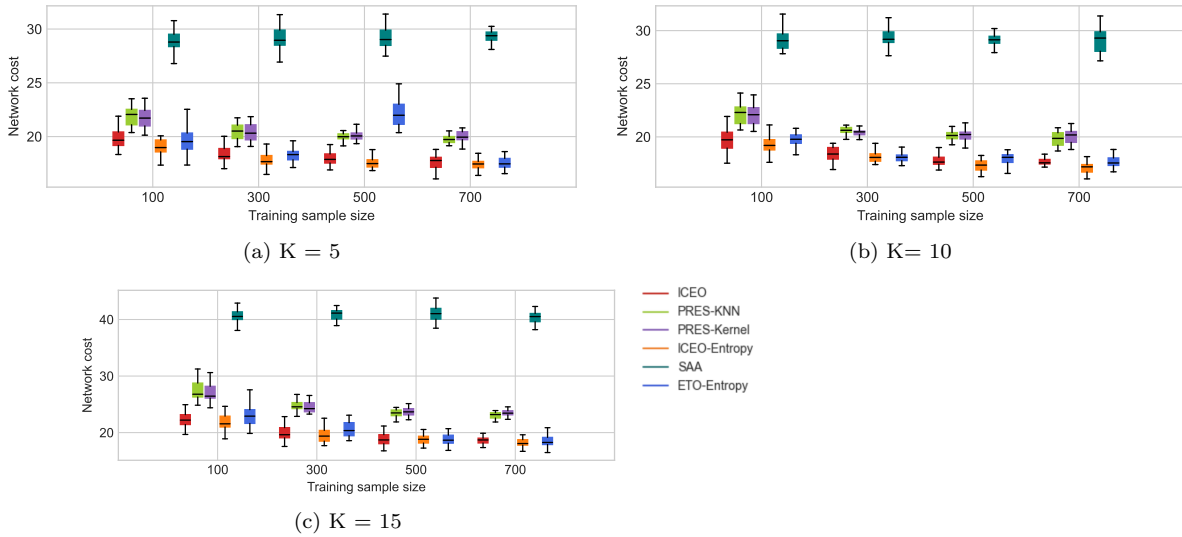 30
25
20
Network cost
100
300
500
700
Training sample size
(a) K = 5
30
25
20
Network cost
100
300
500
700
Training sample size
(b) K= 10
40
30
20
Network cost
100
300
500
700
Training sample size
(c) K = 15
ICEO
PRES-KNN
PRES-Kernel
ICEO-Entropy
SAA
ETO-Entropy